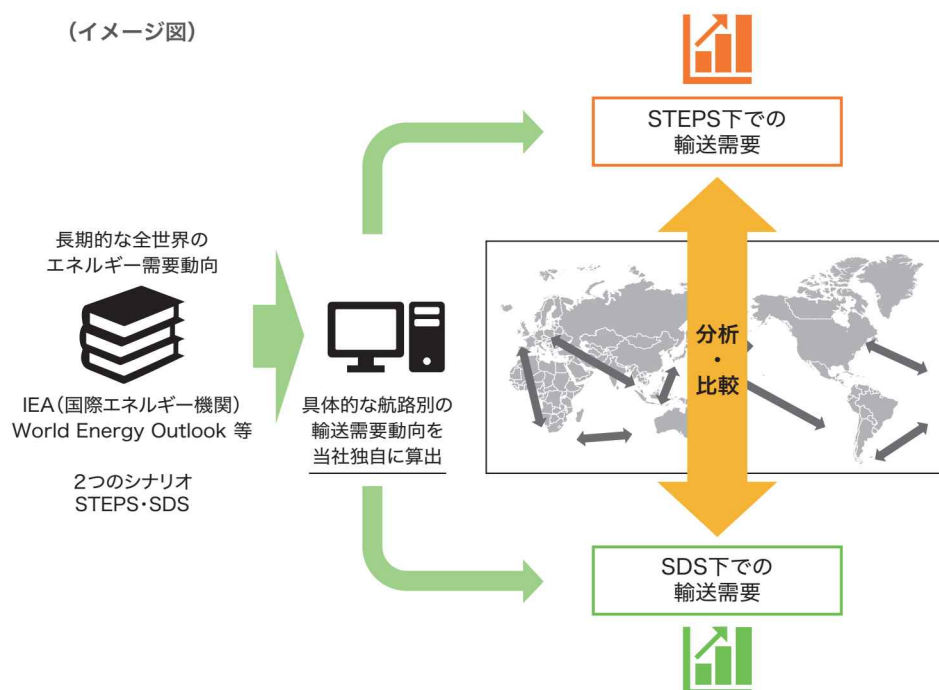 (イメージ図)
STEPS下での
輸送需要
長期的な全世界の
エネルギー需要動向
IEA(国際エネルギー機関)
World Energy Outlook 等
2つのシナリオ
STEPS・SDS
具体的な航路別の
輸送需要動向を
当社独自に算出
分析
・
比較
SDS下での
輸送需要